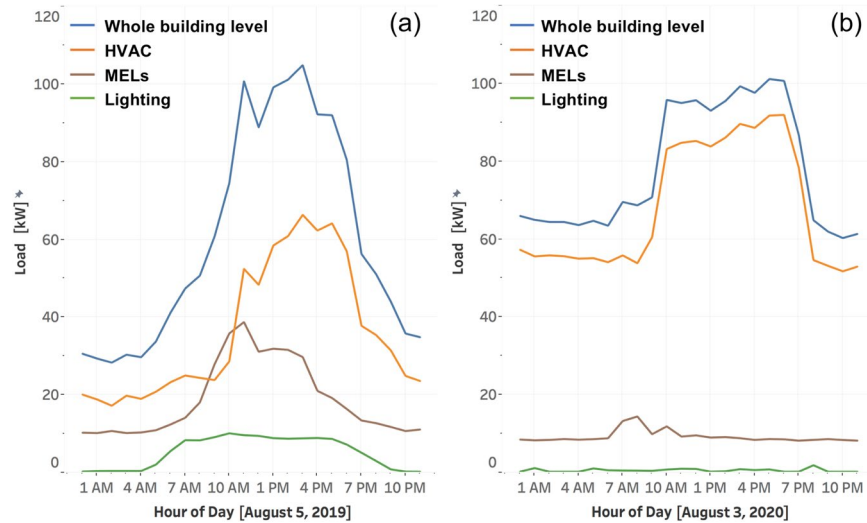 120
100
80
60
40
20
0
Load [kW]
Whole building level
HVAC
MELs
Lighting
(a)
1 AM 4 AM 7 AM 10 AM 1 PM 4 PM 7 PM 10 PM
Hour of Day [August 5, 2019]
120
100
80
60
40
20
0
Load [kW]
Whole building level
HVAC
MELs
Lighting
(b)
1 AM 4 AM 7 AM 10 AM 1 PM 4 PM 7 PM 10 PM
Hour of Day [August 3, 2020]